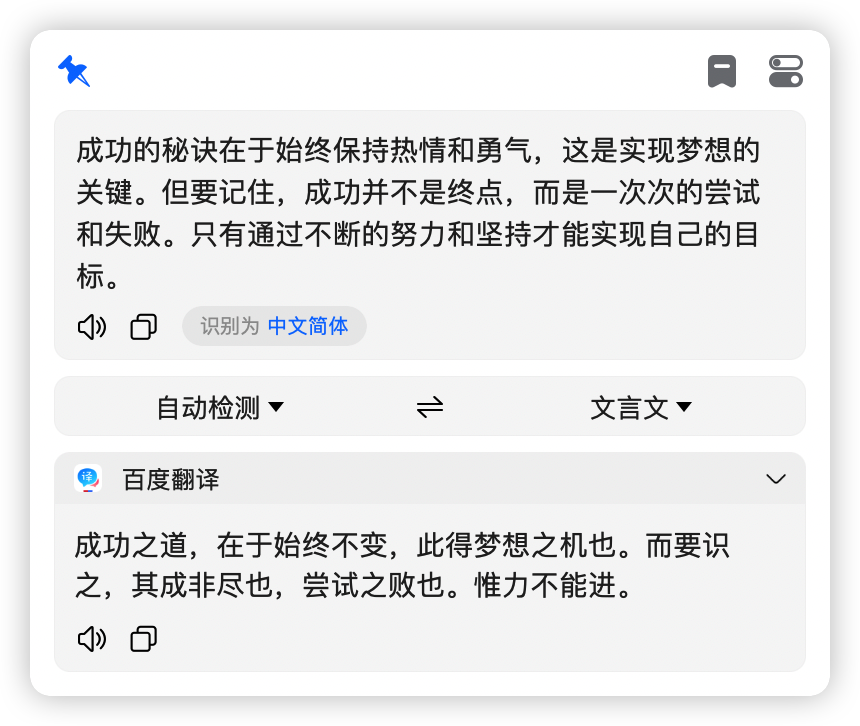 成功的秘诀在于始终保持热情和勇气，这是实现梦想的
关键。但要记住，成功并不是终点，而是一次次的尝试
和失败。只有通过不断的努力和坚持才能实现自己的目
标。
识别为 中文简体
自动检测 文言文
译 百度翻译
成功之道，在于始终不变，此得梦想之机也。而要识
之，其成非尽也，尝试之败也。惟力不能进。